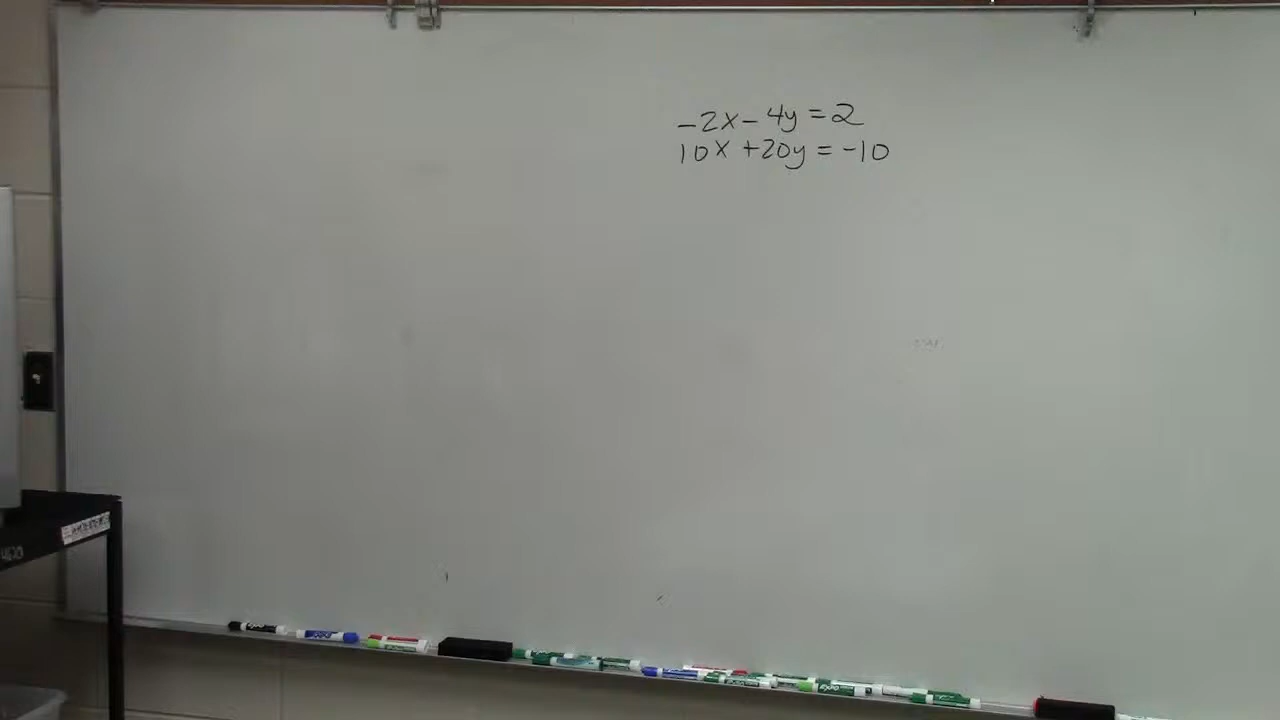 -2x - 4y = 2
10x + 20y = -10